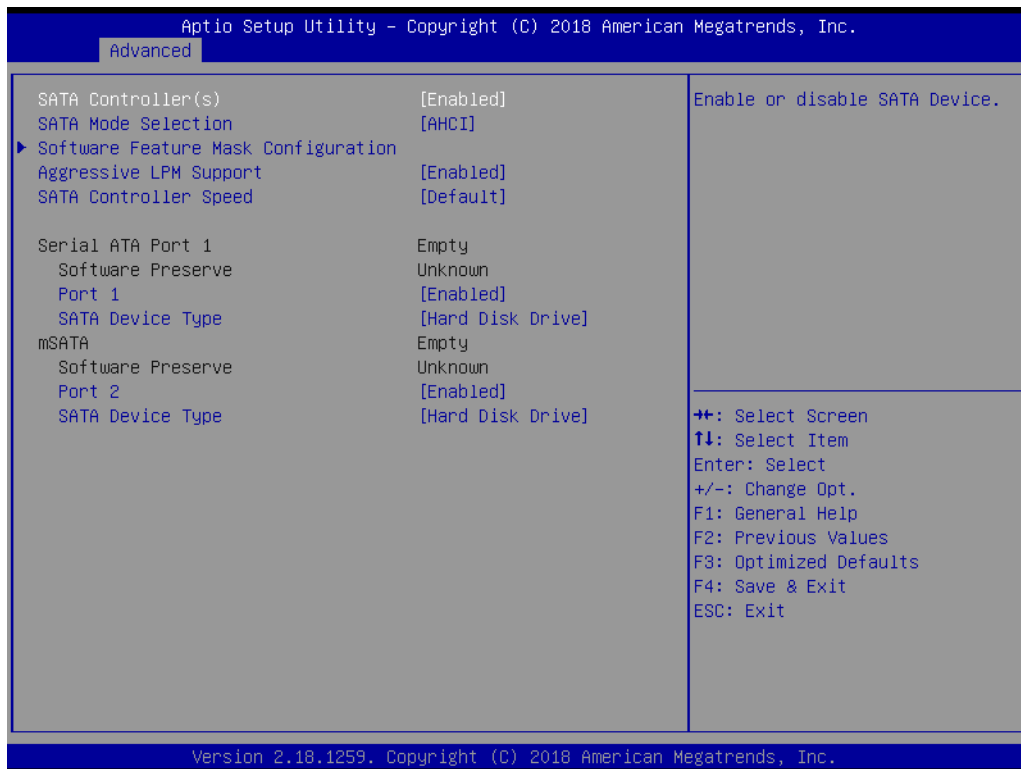 Aptio Setup Utility – Copyright (C) 2018 American Megatrends, Inc.
Advanced
SATA Controller(s) [Enabled]
SATA Mode Selection [AHCI]
Software Feature Mask Configuration
Aggressive LPM Support [Enabled]
SATA Controller Speed [Default]
Serial ATA Port 1 Empty
Software Preserve Unknown
Port 1 [Enabled]
SATA Device Type [Hard Disk Drive]
mSATA Empty
Software Preserve Unknown
Port 2 [Enabled]
SATA Device Type [Hard Disk Drive]
Enable or disable SATA Device.
→←: Select Screen
↑↓: Select Item
Enter: Select
+/-: Change Opt.
F1: General Help
F2: Previous Values
F3: Optimized Defaults
F4: Save & Exit
ESC: Exit
Version 2.18.1259. Copyright (C) 2018 American Megatrends, Inc.